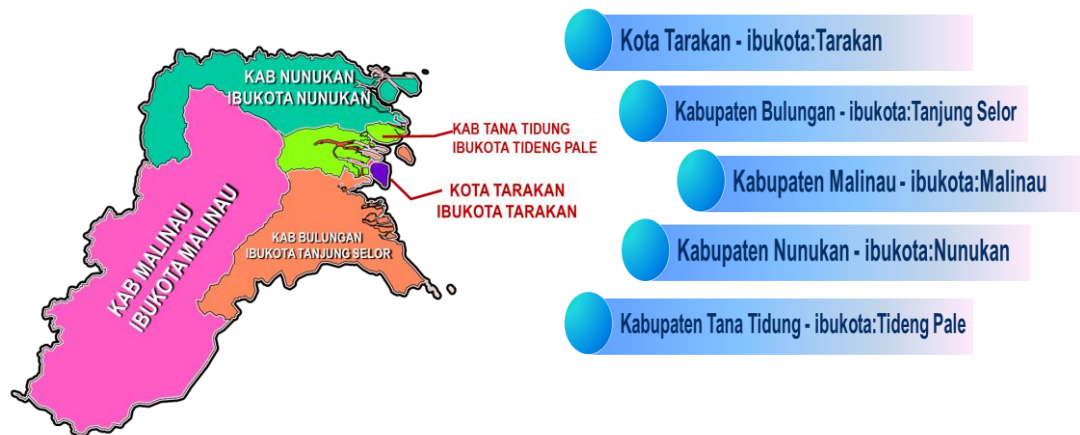 KAB NUNUKAN
IBUKOTA NUNUKAN
KAB TANA TIDUNG
IBUKOTA TIDENG PALE
KOTA TARAKAN
IBUKOTA TARAKAN
KAB BULUNGAN
IBUKOTA TANJUNG SELOR
KAB MALINAU
IBUKOTA MALINAU
Kota Tarakan - ibukota:Tarakan
Kabupaten Bulungan - ibukota:Tanjung Selor
Kabupaten Malinau - ibukota:Malinau
Kabupaten Nunukan - ibukota:Nunukan
Kabupaten Tana Tidung - ibukota:Tideng Pale